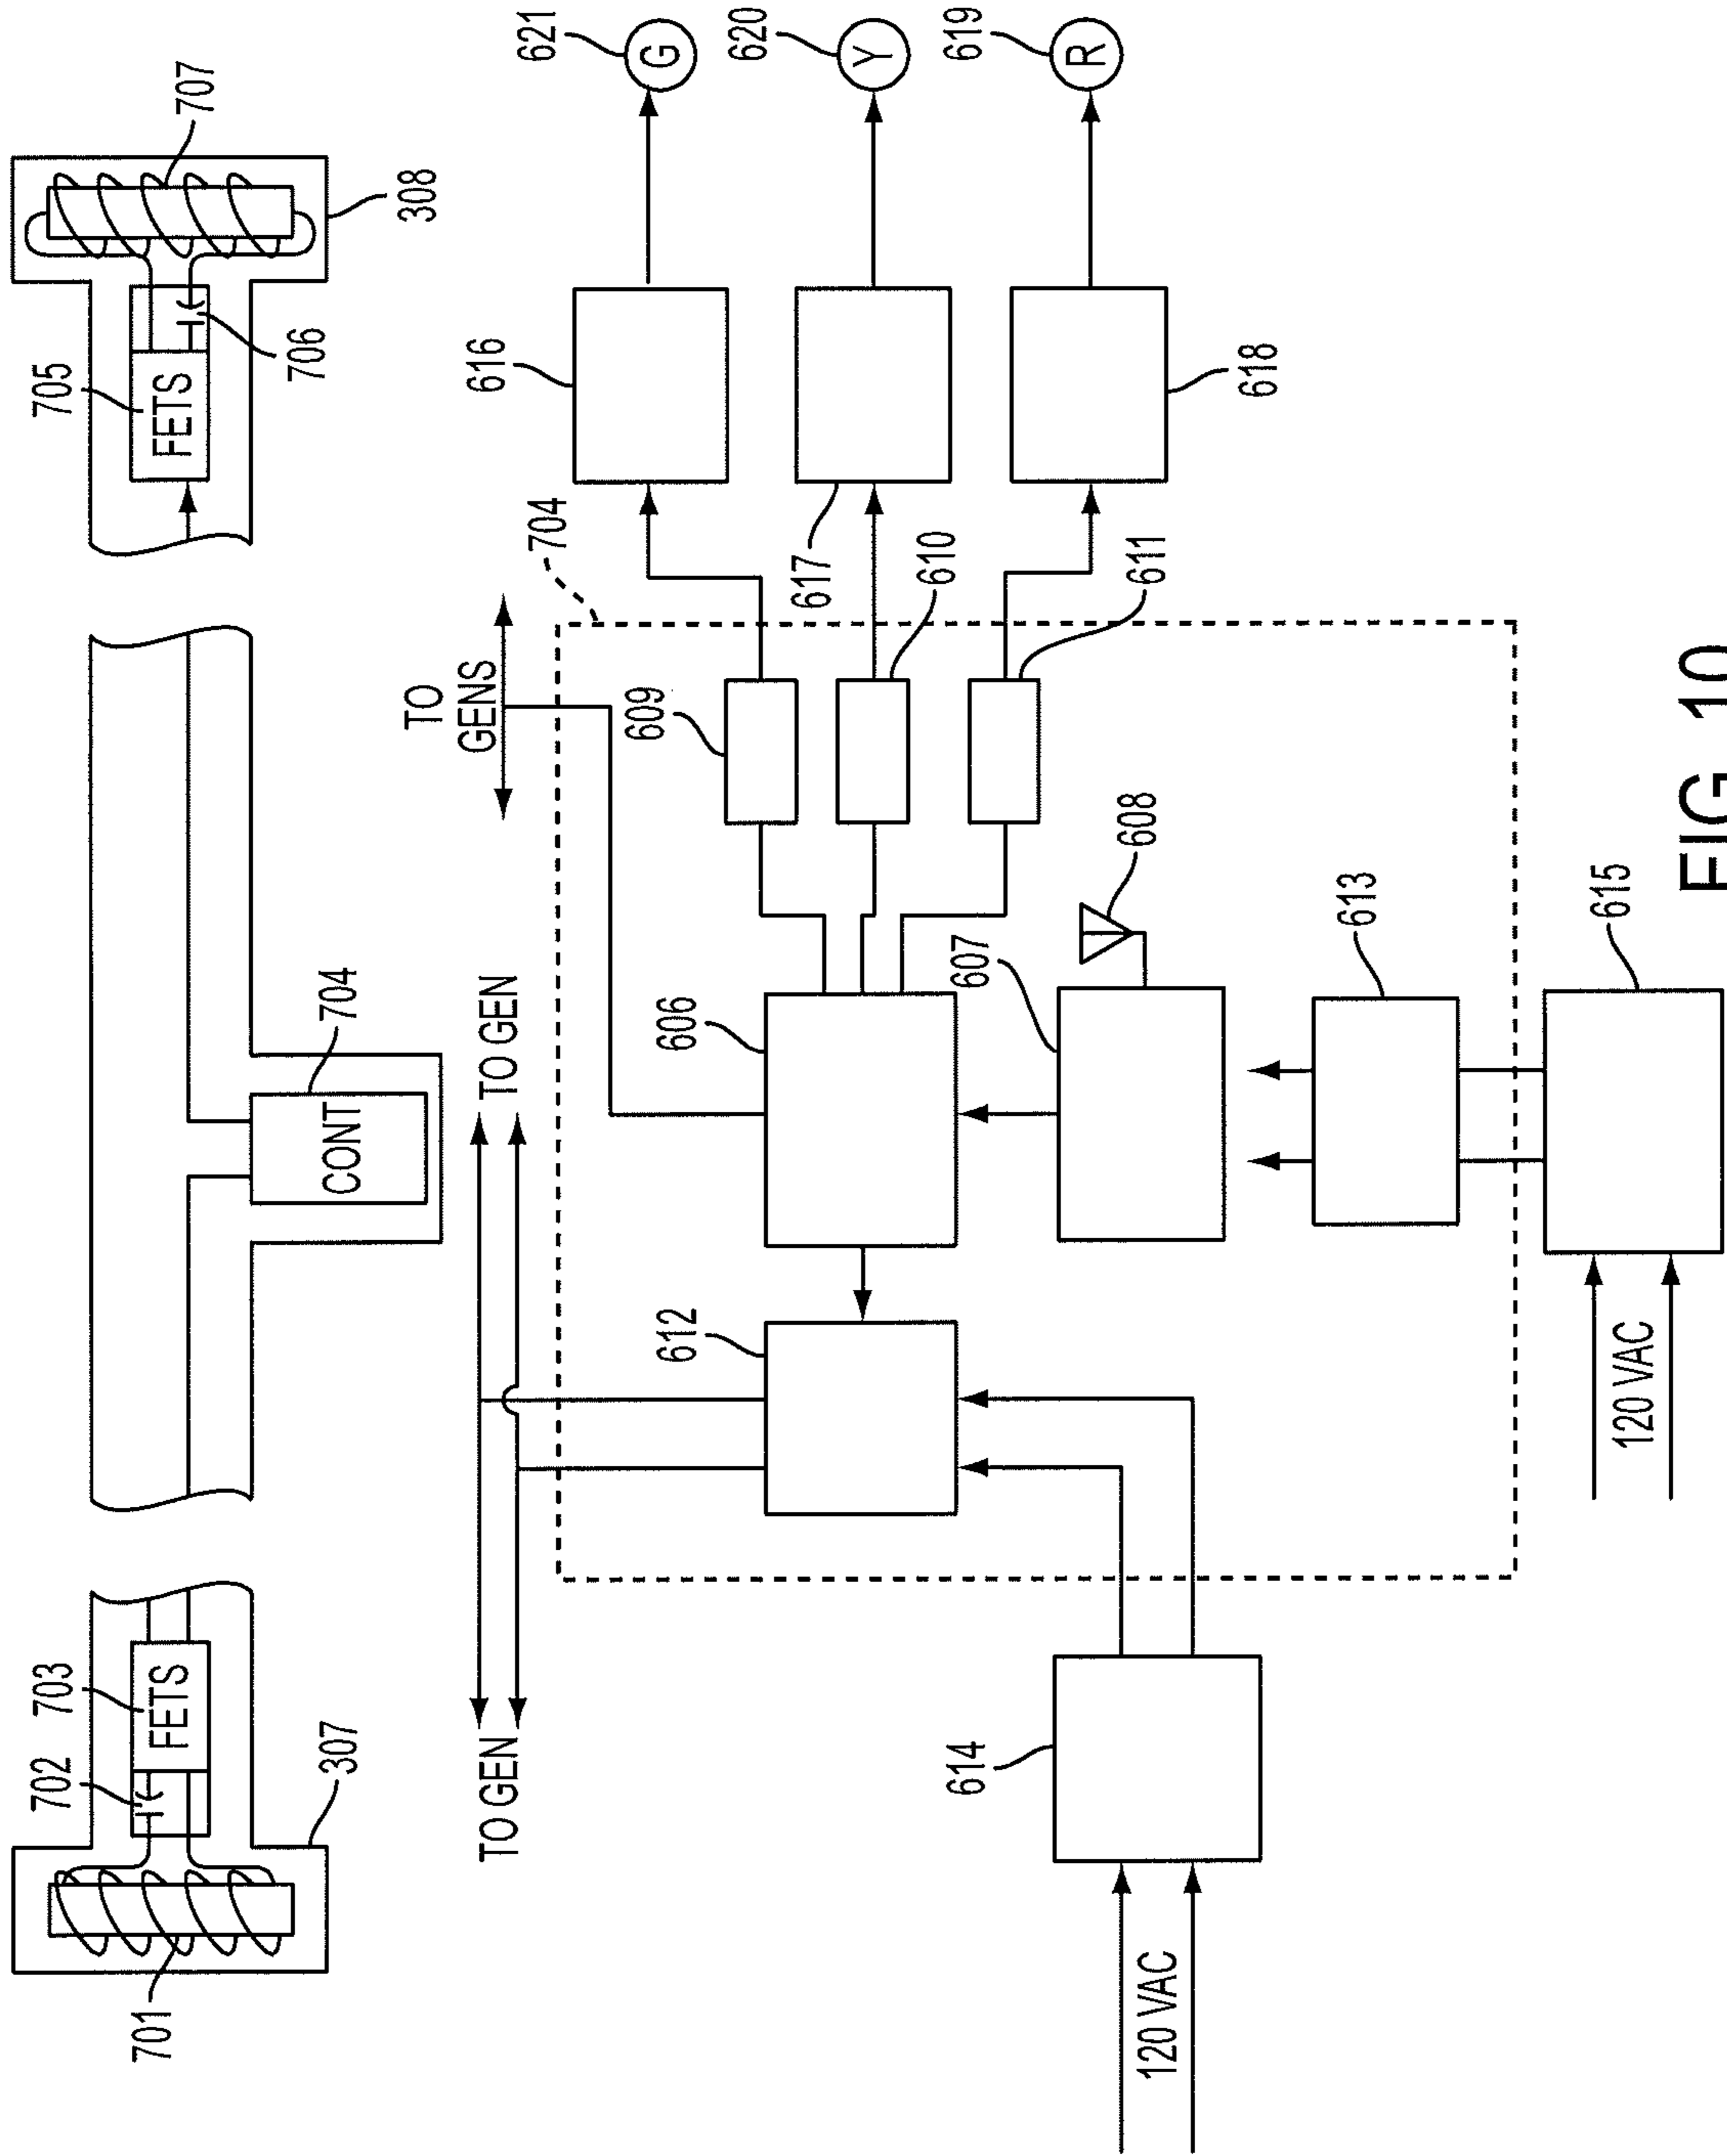 701
702
703
FETS
307
704
CONT
705
FETS
706
707
308
TO GEN
TO GEN
TO
GENS
704
612
606
609
616
621
G
617
610
620
Y
611
618
619
R
607
608
613
614
120 VAC
615
120 VAC
FIG. 10